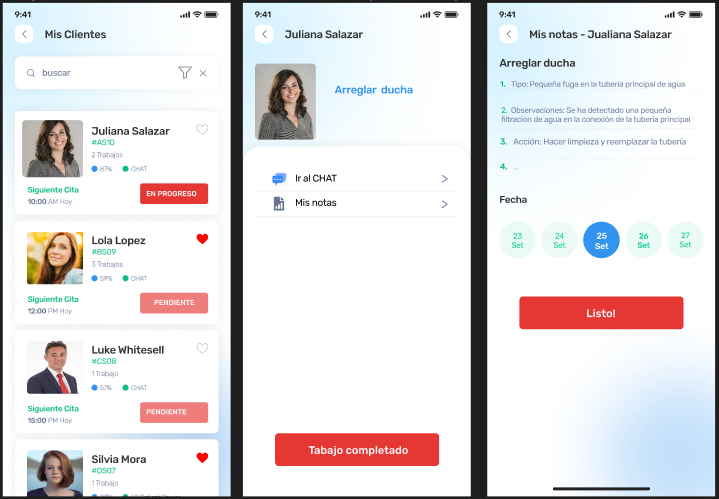 9:41
Mis Clientes
buscar
Juliana Salazar
#AS10
2 Trabajos
87% CHAT
Siguiente Cita
10:00 AM Hoy
EN PROGRESO
Lola Lopez
#BS09
3 Trabajos
59% CHAT
Siguiente Cita
12:00 PM Hoy
PENDIENTE
Luke Whitesell
#CS08
1 Trabajo
57% CHAT
Siguiente Cita
15:00 PM Hoy
PENDIENTE
Silvia Mora
#DS07
1 Trabajo
9:41
Juliana Salazar
Arreglar ducha
Ir al CHAT
Mis notas
Tabajo completado
9:41
Mis notas - Jualiana Salazar
Arreglar ducha
1. Tipo: Pequeña fuga en la tubería principal de agua
2. Observaciones: Se ha detectado una pequeña
filtración de agua en la conexión de la tubería principal
3. Acción: Hacer limpieza y reemplazar la tubería
4. ...
Fecha
23 24 25 26 27
Set Set Set Set Set
Listo!